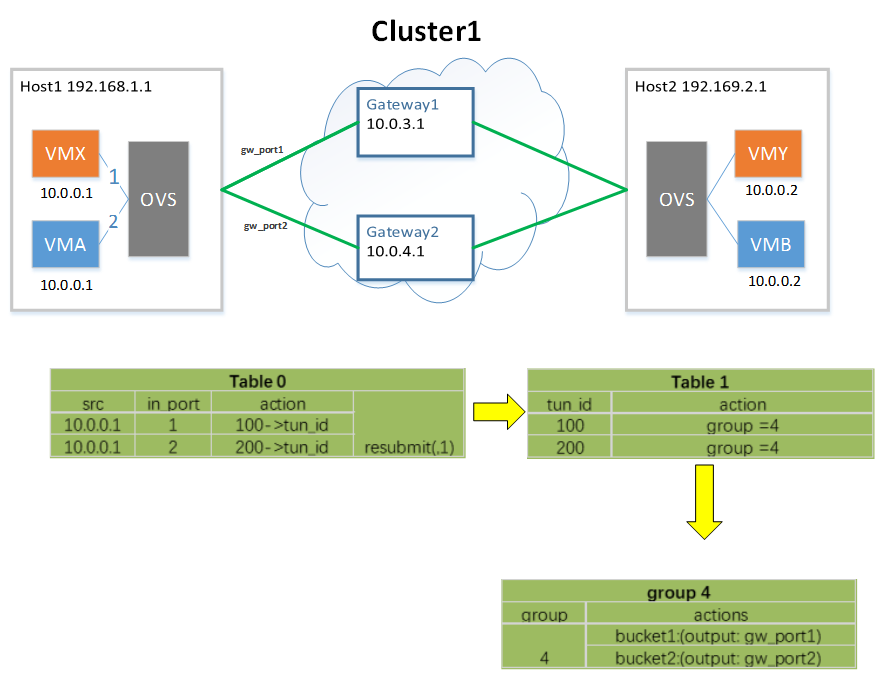 Cluster1
Host1 192.168.1.1
VMX
10.0.0.1
1
OVS
2
VMA
10.0.0.1
gw_port1
gw_port2
Gateway1
10.0.3.1
Gateway2
10.0.4.1
Host2 192.169.2.1
OVS
VMY
10.0.0.2
VMB
10.0.0.2
Table 0
src in_port action
10.0.0.1 1 100->tun_id
10.0.0.1 2 200->tun_id resubmit(,1)
Table 1
tun_id action
100 group =4
200 group =4
group 4
group actions
bucket1:(output: gw_port1)
4 bucket2:(output: gw_port2)